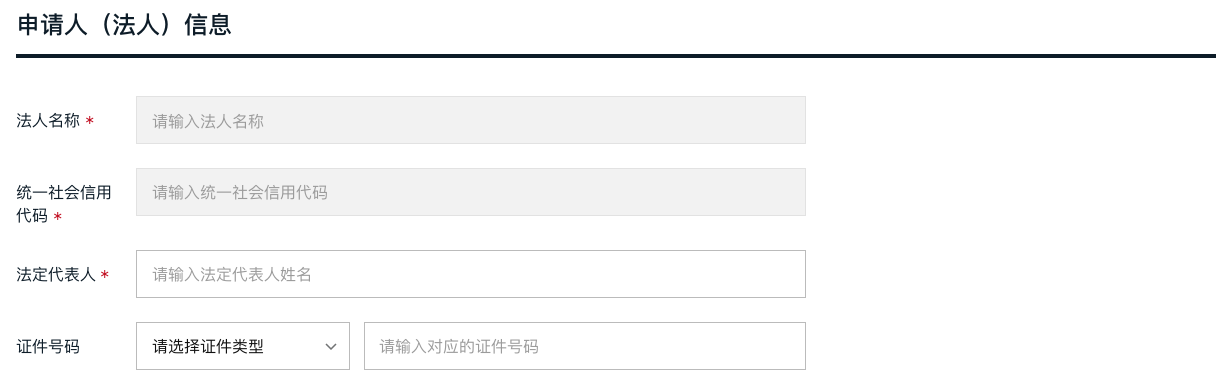 申请人（法人）信息
法人名称 *
请输入法人名称
统一社会信用
代码 *
请输入统一社会信用代码
法定代表人 *
请输入法定代表人姓名
证件号码
请选择证件类型
请输入对应的证件号码